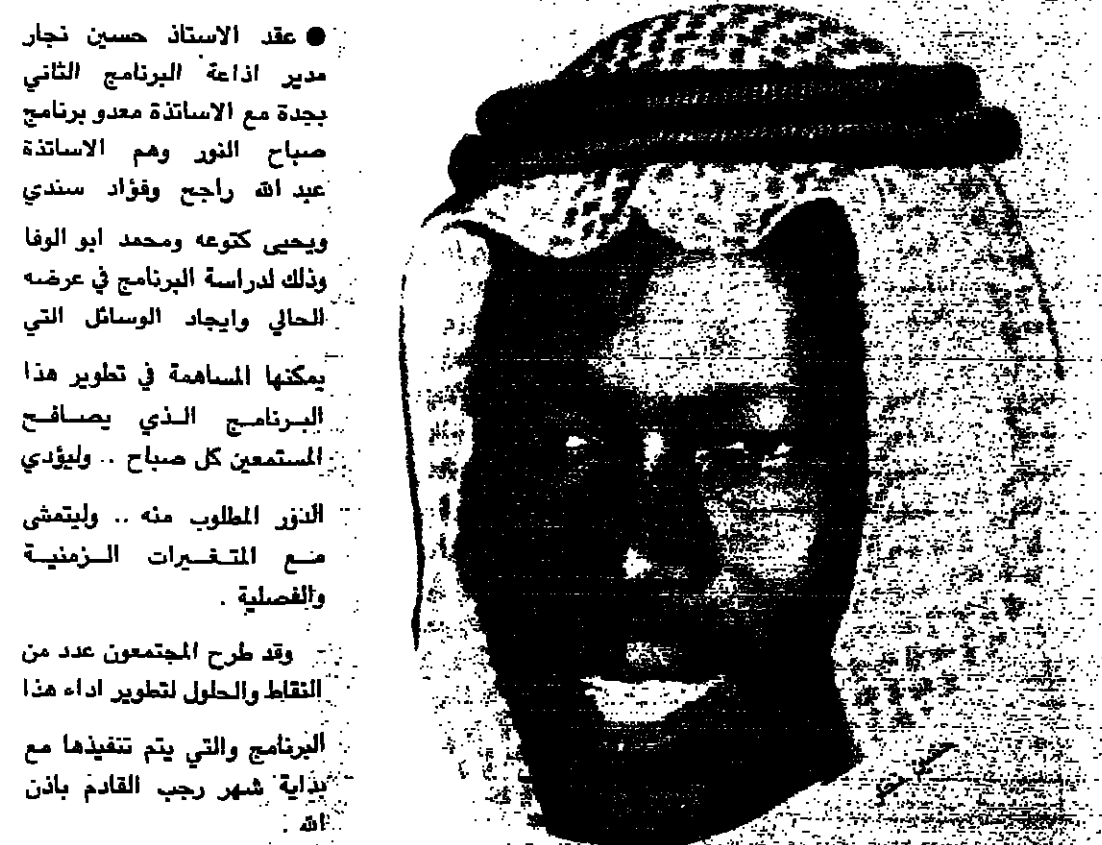 ● عقد الاستاذ حسين نجار
مدير اذاعة البرنامج الثاني
بجدة مع الاساتذة معدو برنامج
صباح النور وهم الاساتذة
عبد الله راجح وفؤاد سندي
ويحيى كتوعه ومحمد ابو الوفا
وذلك لدراسة البرنامج في عرضه
الحالي وايجاد الوسائل التي
يمكنها المساهمة في تطوير هذا
البرنامج الذي يصافح
المستمعين كل صباح .. وليؤدي
الدور المطلوب منه .. وليتمشى
مع المتغيرات الزمنية
والفصلية .
وقد طرح المجتمعون عدد من
النقاط والحلول لتطوير اداء هذا
البرنامج والتي يتم تنفيذها مع
بداية شهر رجب القادم باذن
الله .
حسين نجار